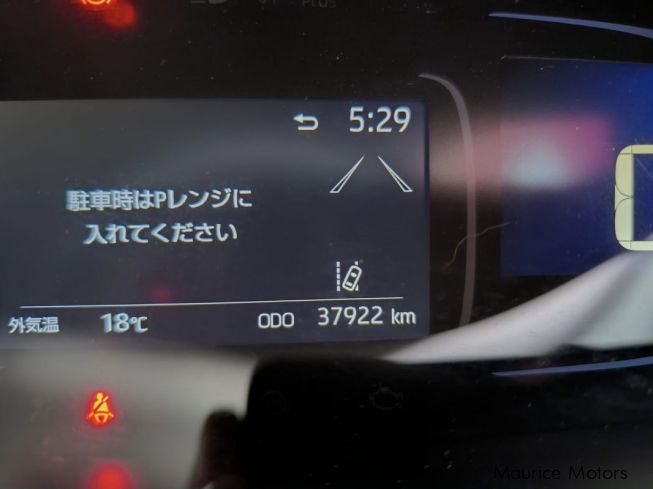 PLUS
5:29
駐車時はPレンジに
入れてください
外気温 18℃ ODO 37922 km
Maurice Motors